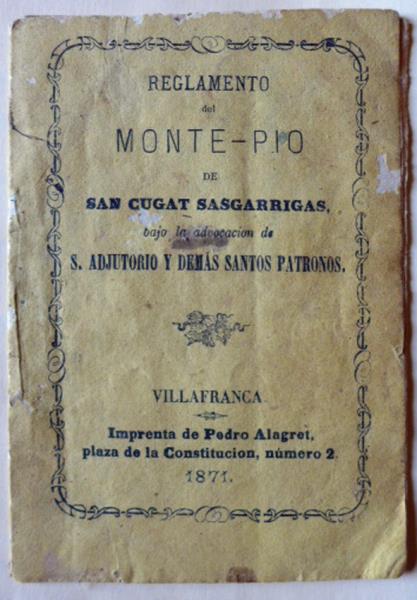 REGLAMENTO
del
MONTE-PIO
DE
SAN CUGAT SASGARRIGAS,
bajo la advocacion de
S. ADJUTORIO Y DEMÁS SANTOS PATRONOS.
VILLAFRANCA
Imprenta de Pedro Alagret,
plaza de la Constitucion, número 2.
1871.